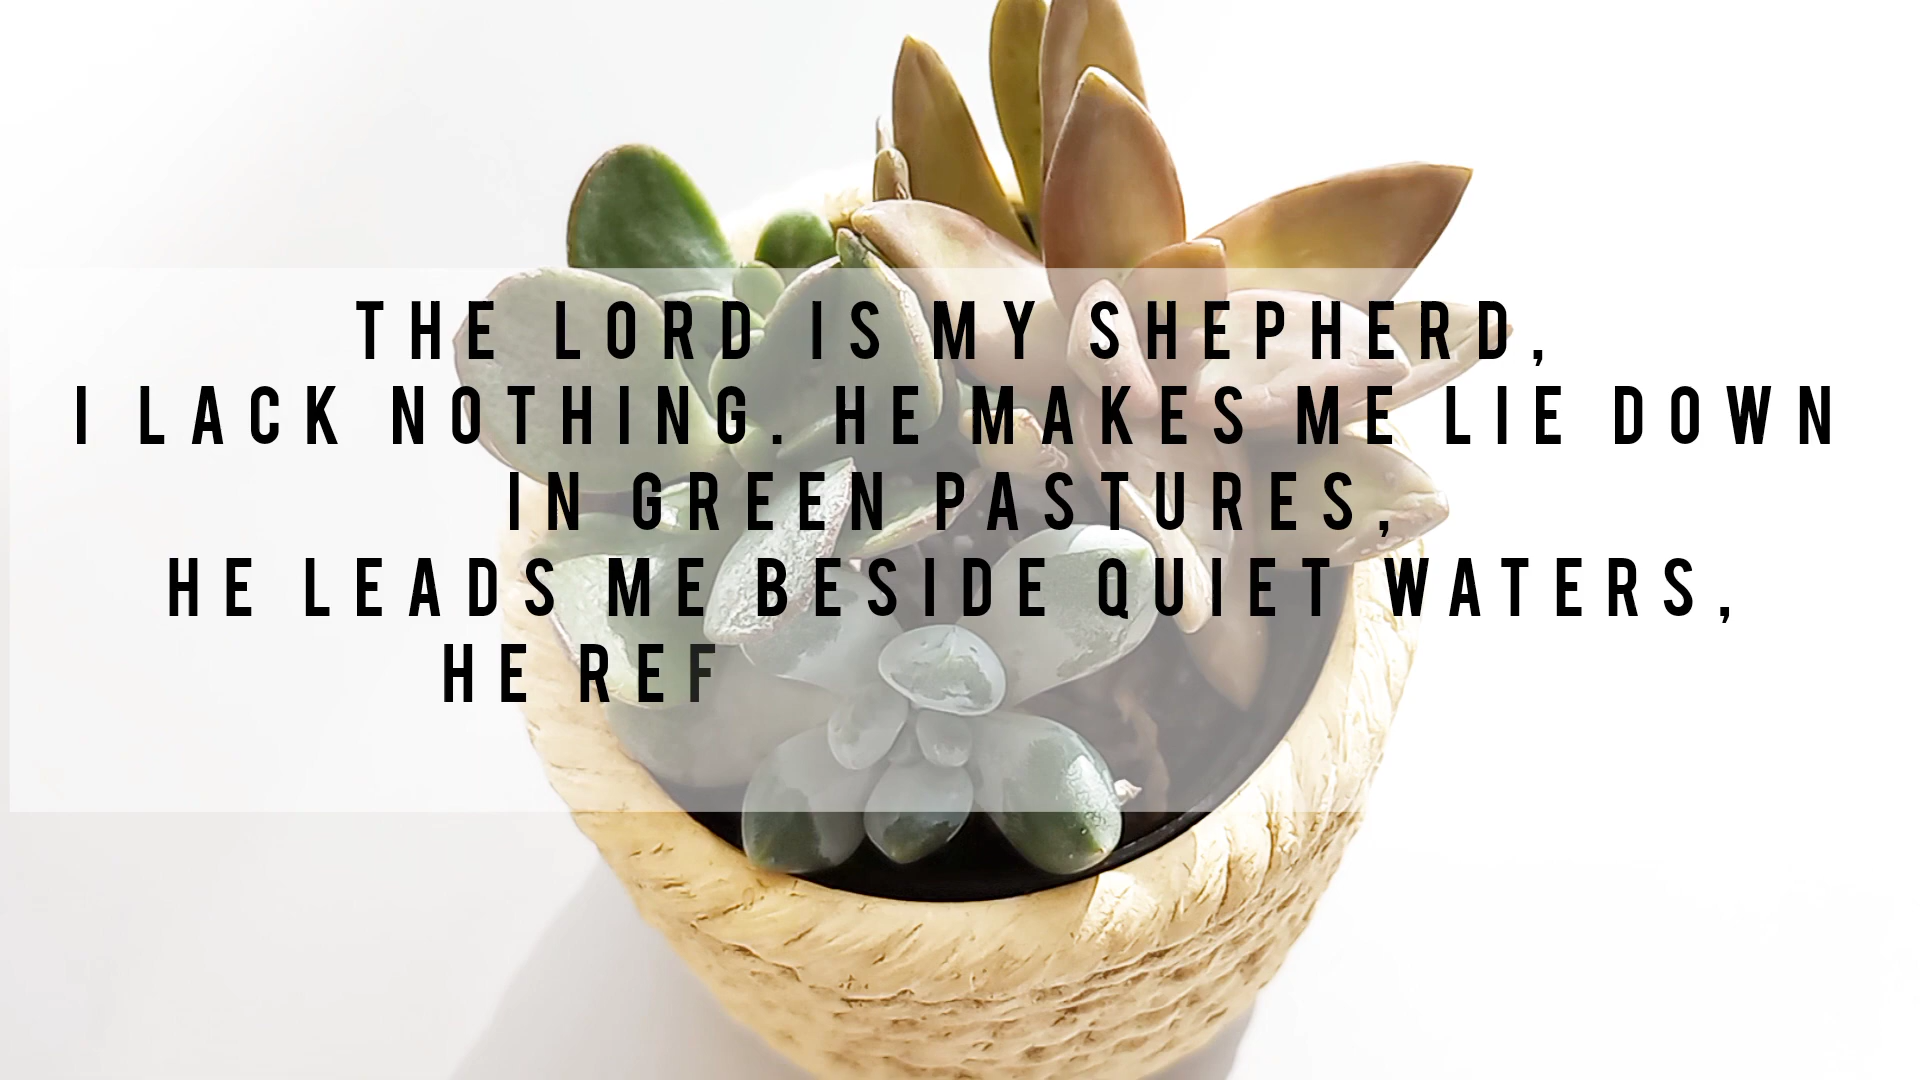 THE LORD IS MY SHEPHERD,
I LACK NOTHING. HE MAKES ME LIE DOWN
IN GREEN PASTURES,
HE LEADS ME BESIDE QUIET WATERS,
HE REF